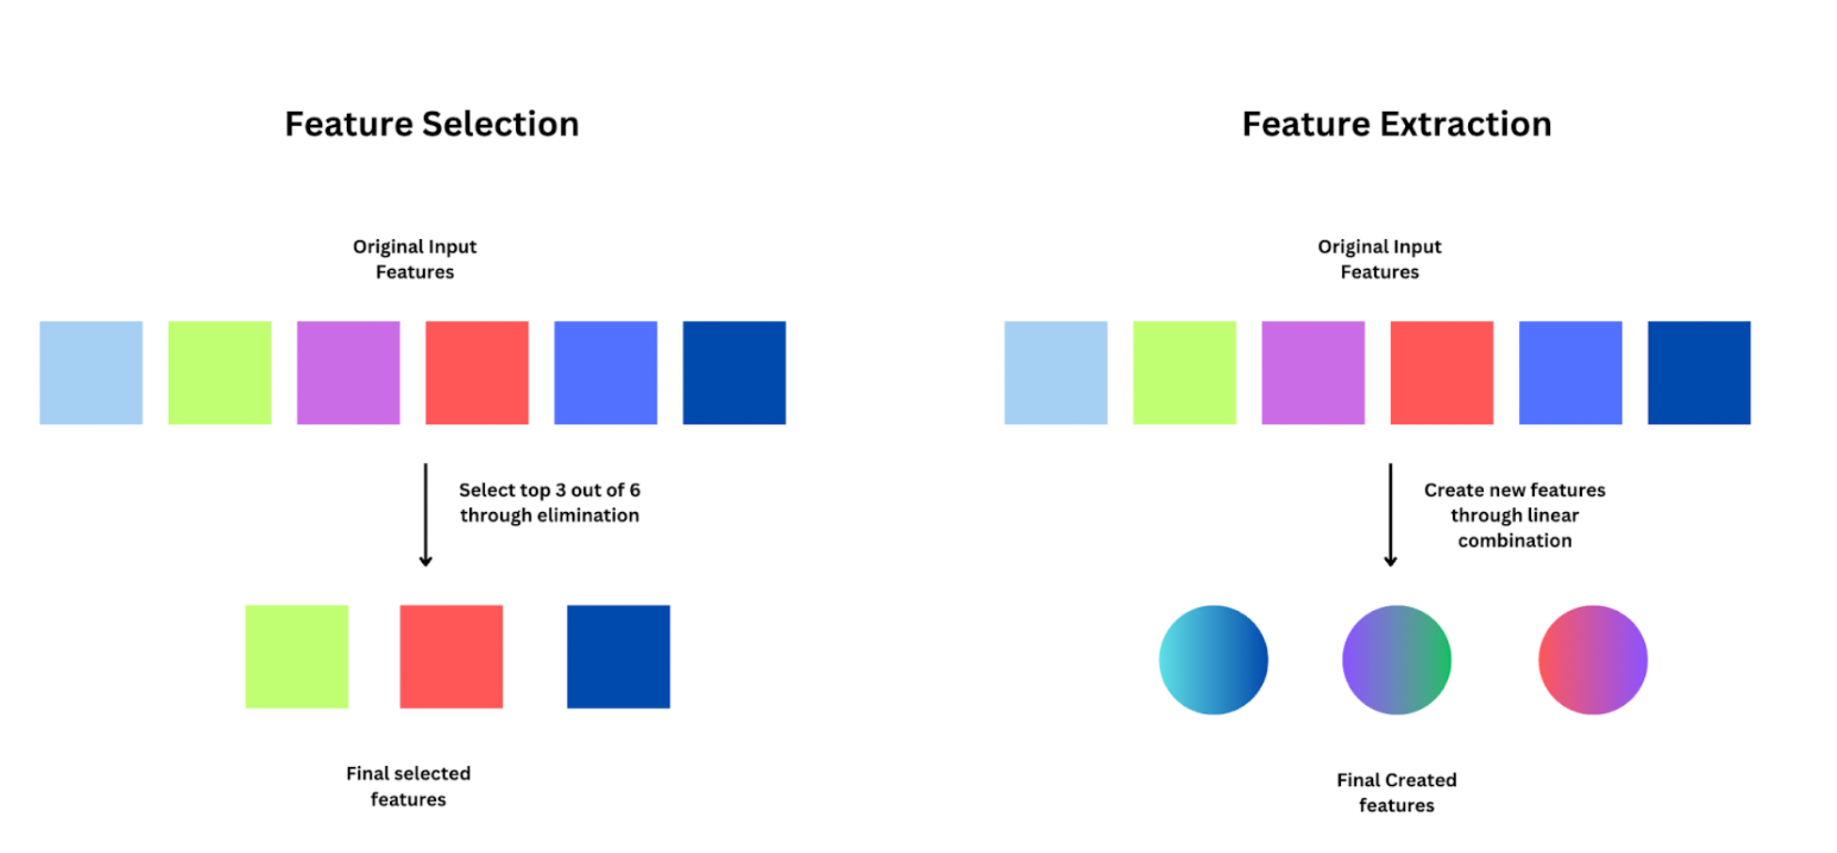 Feature Selection
Original Input
Features
Select top 3 out of 6
through elimination
Final selected
features
Feature Extraction
Original Input
Features
Create new features
through linear
combination
Final Created
features